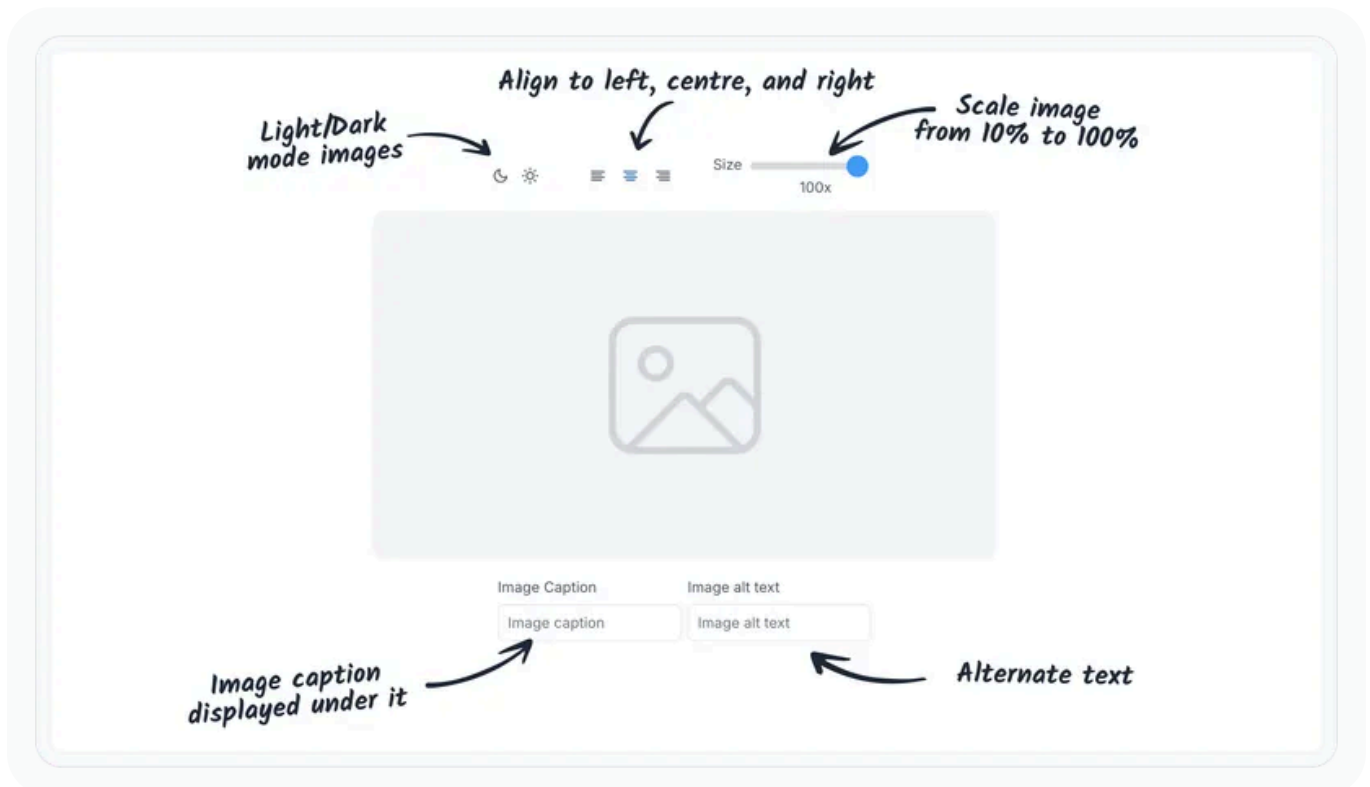 Align to left, centre, and right
Light/Dark
mode images
Scale image
from 10% to 100%
Size
100x
Image Caption
Image alt text
Image caption
Image alt text
Image caption
displayed under it
Alternate text